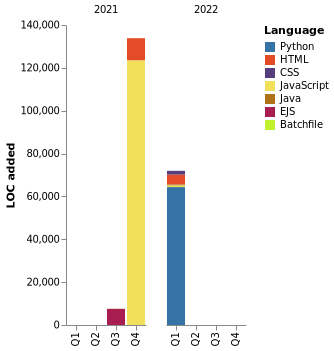 2021 2022
Language
Python
HTML
CSS
JavaScript
Java
EJS
Batchfile
LOC added
140,000
120,000
100,000
80,000
60,000
40,000
20,000
0
Q1 Q2 Q3 Q4 Q1 Q2 Q3 Q4